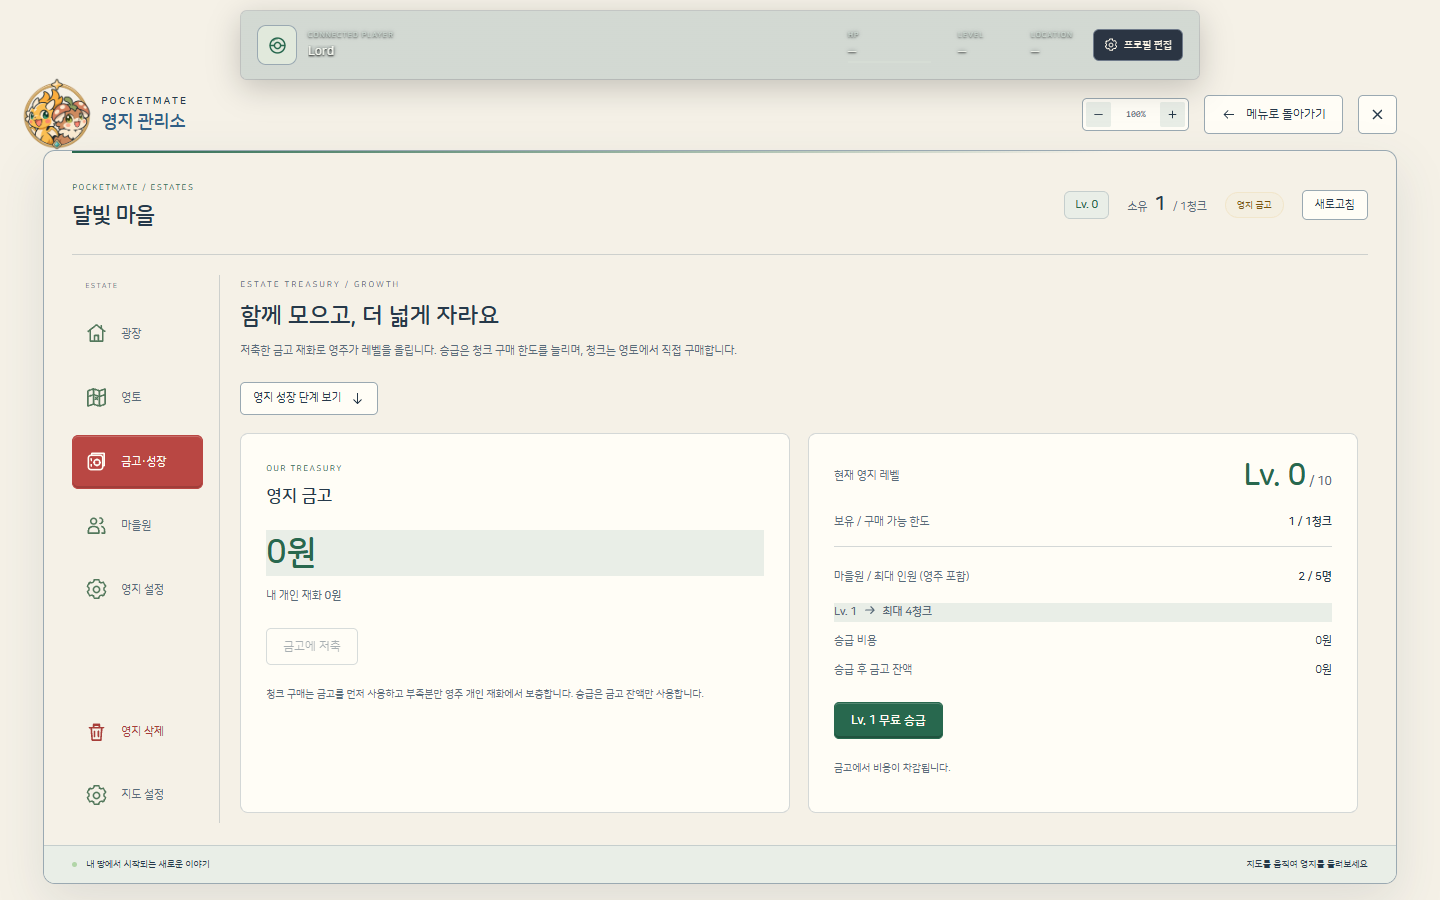 CONNECTED PLAYER
Lord
HP
—
LEVEL
—
LOCATION
—
프로필 편집
POCKETMATE
영지 관리소
100%
메뉴로 돌아가기
POCKETMATE / ESTATES
달빛 마을
Lv. 0
소유 1 / 1청크
영지 금고
새로고침
ESTATE
광장
영토
금고·성장
마을원
영지 설정
영지 삭제
지도 설정
ESTATE TREASURY / GROWTH
함께 모으고, 더 넓게 자라요
저축한 금고 재화로 영주가 레벨을 올립니다. 승급은 청크 구매 한도를 늘리며, 청크는 영토에서 직접 구매합니다.
영지 성장 단계 보기 ↓
OUR TREASURY
영지 금고
0원
내 개인 재화 0원
금고에 저축
청크 구매는 금고를 먼저 사용하고 부족분만 영주 개인 재화에서 보충합니다. 승급은 금고 잔액만 사용합니다.
현재 영지 레벨
Lv. 0 / 10
보유 / 구매 가능 한도
1 / 1청크
마을원 / 최대 인원 (영주 포함)
2 / 5명
Lv. 1 → 최대 4청크
승급 비용
0원
승급 후 금고 잔액
0원
Lv. 1 무료 승급
금고에서 비용이 차감됩니다.
내 땅에서 시작되는 새로운 이야기
지도를 움직여 영지를 둘러보세요